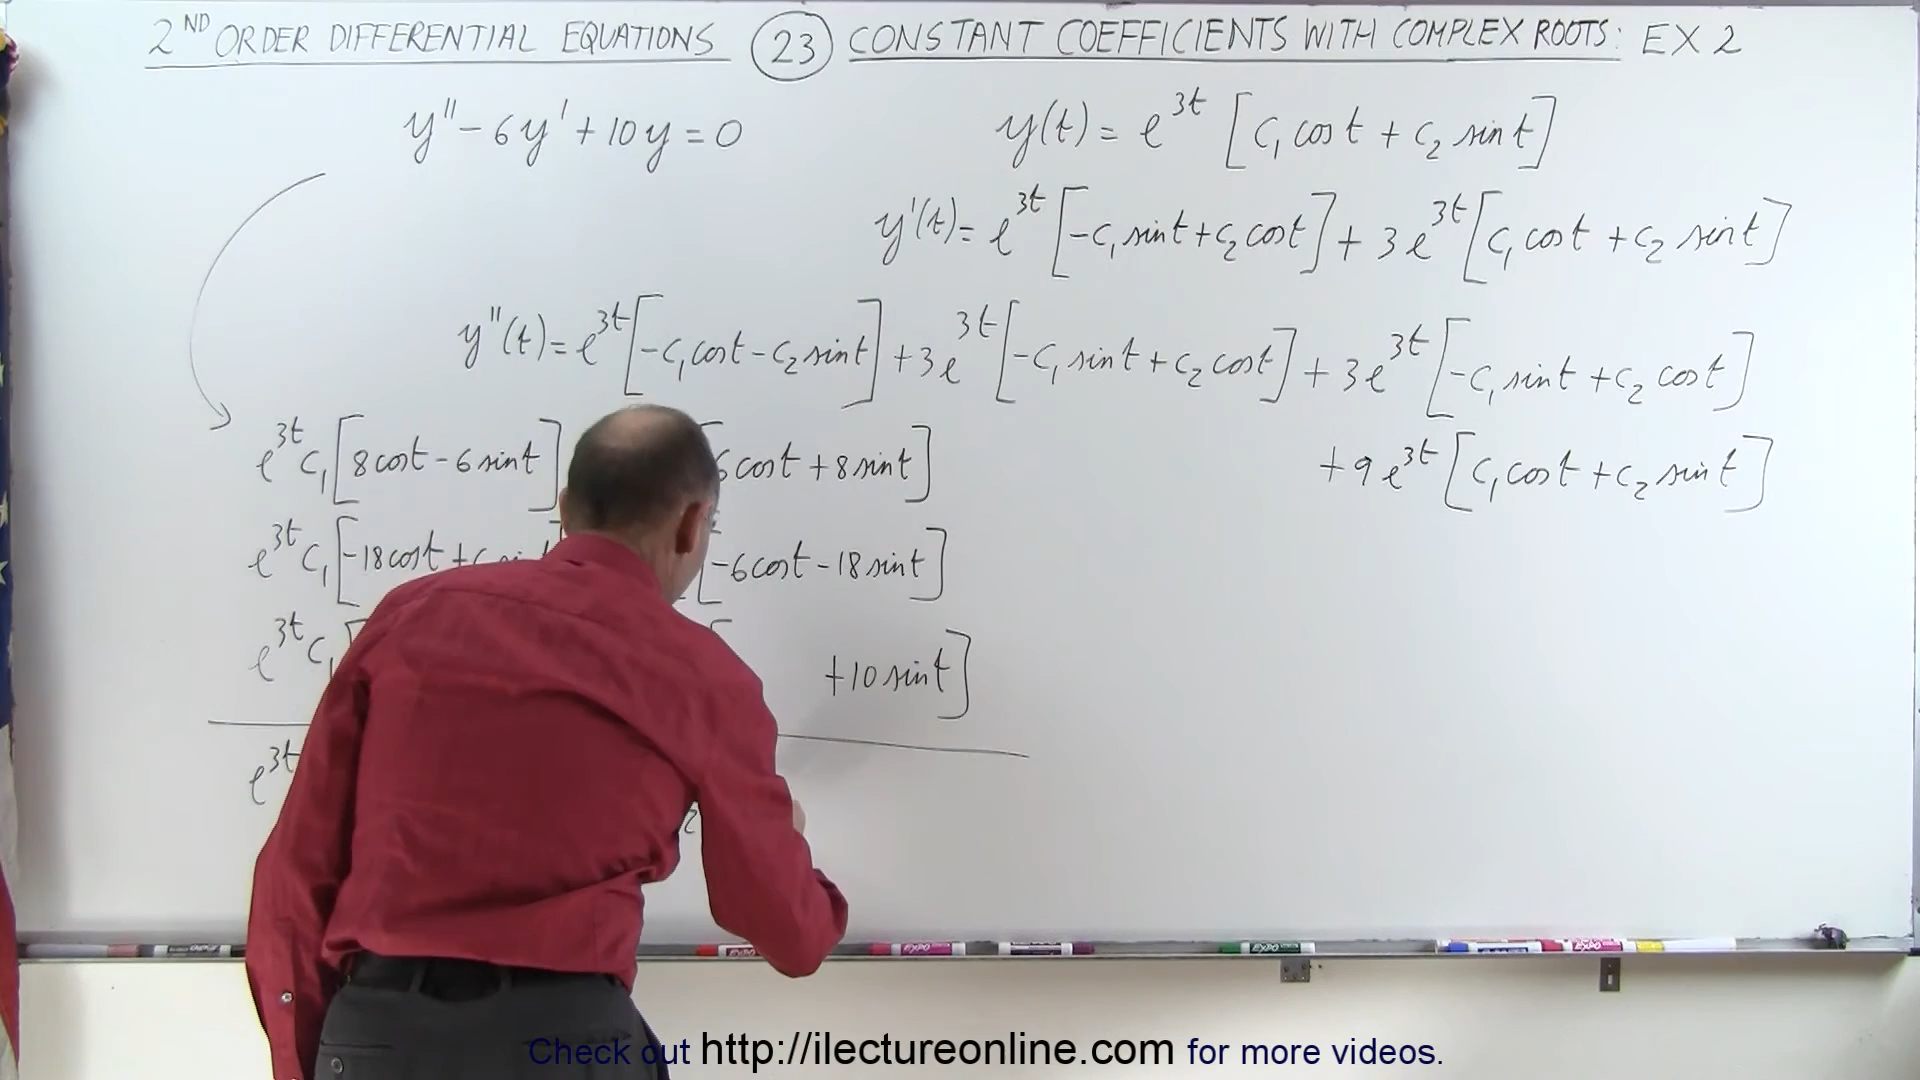 2ND ORDER DIFFERENTIAL EQUATIONS (23) CONSTANT COEFFICIENTS WITH COMPLEX ROOTS: EX 2
y'' - 6y' + 10y = 0
y(t) = e^3t [c₁ cos t + c₂ sin t]
y'(t) = e^3t [-c₁ sin t + c₂ cos t] + 3e^3t [c₁ cos t + c₂ sin t]
y''(t) = e^3t [-c₁ cos t - c₂ sin t] + 3e^3t [-c₁ sin t + c₂ cos t] + 3e^3t [-c₁ sin t + c₂ cos t]
+ 9e^3t [c₁ cos t + c₂ sin t]
e^3t c₁ [8 cos t - 6 sin t] 6 cos t + 8 sin t]
e^3t c₁ [-18 cos t + [-6 cos t - 18 sin t]
e^3t c₁ [ + 10 sin t]
e^3t
Check out http://ilectureonline.com for more videos.